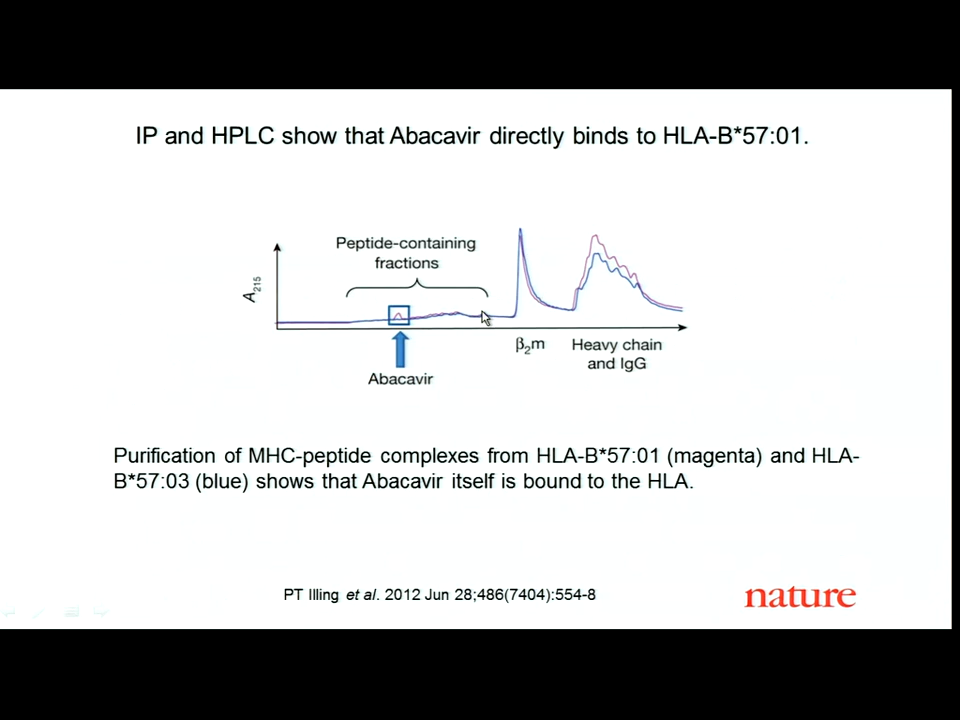 IP and HPLC show that Abacavir directly binds to HLA-B*57:01.
Peptide-containing
fractions
A215
β2m
Heavy chain
and IgG
Abacavir
Purification of MHC-peptide complexes from HLA-B*57:01 (magenta) and HLA-
B*57:03 (blue) shows that Abacavir itself is bound to the HLA.
PT Illing et al. 2012 Jun 28;486(7404):554-8
nature